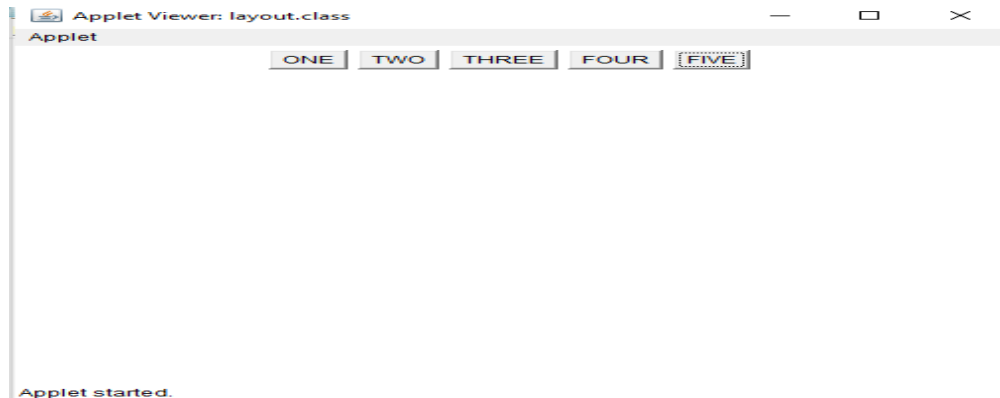 Applet Viewer: layout.class
Applet
ONE TWO THREE FOUR FIVE
Applet started.